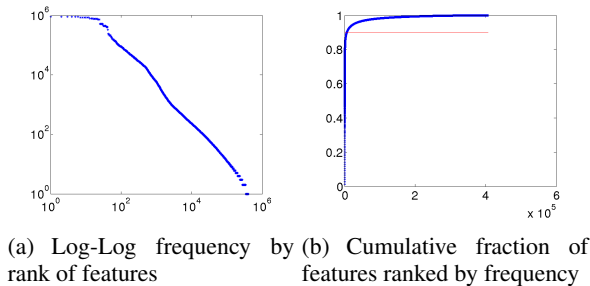 10^6
10^4
10^2
10^0
10^0 10^2 10^4 10^6
1
0.8
0.6
0.4
0.2
0
0 2 4 6
x 10^5
(a) Log-Log frequency by rank of features
(b) Cumulative fraction of features ranked by frequency